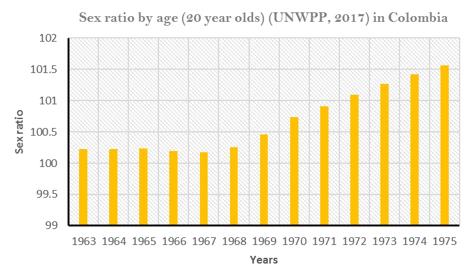 Sex ratio by age (20 year olds) (UNWPP, 2017) in Colombia
102
101.5
101
100.5
100
99.5
99
Sex ratio
1963 1964 1965 1966 1967 1968 1969 1970 1971 1972 1973 1974 1975
Years